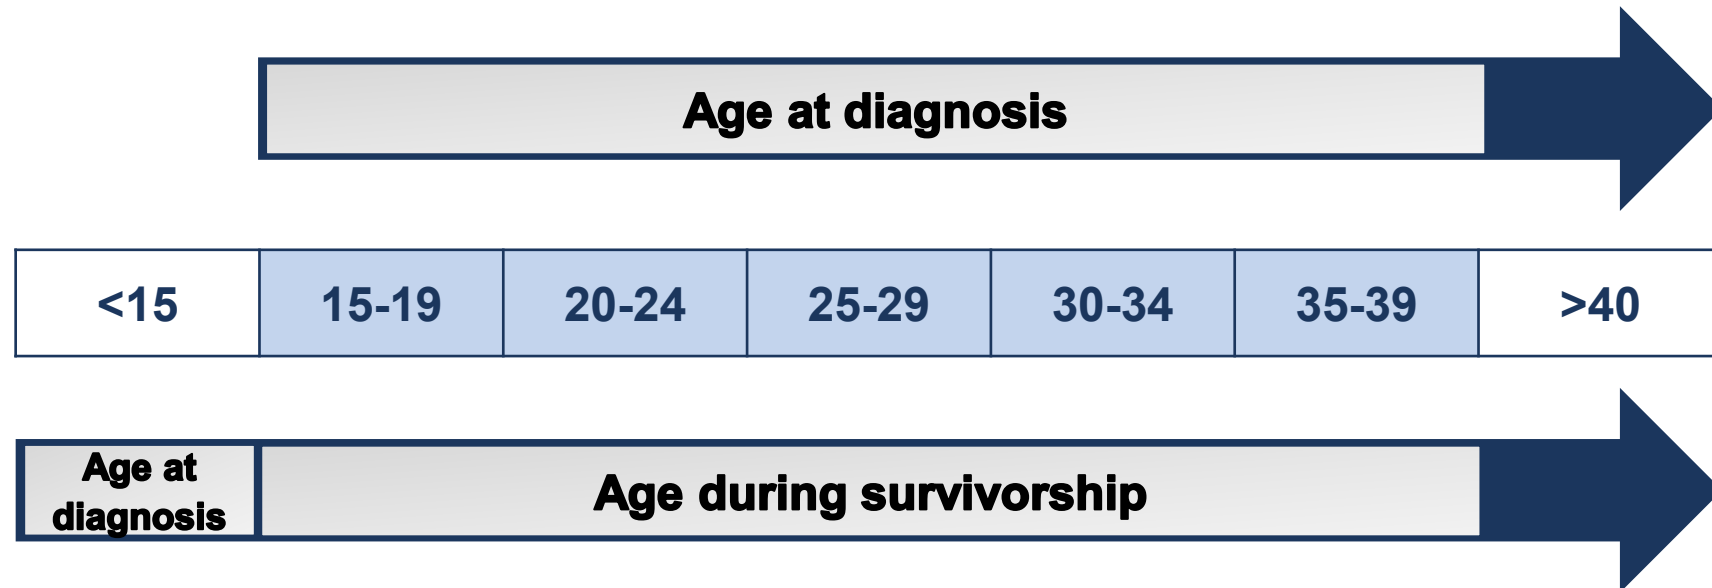 Age at diagnosis
<15 15-19 20-24 25-29 30-34 35-39 >40
Age at
diagnosis
Age during survivorship